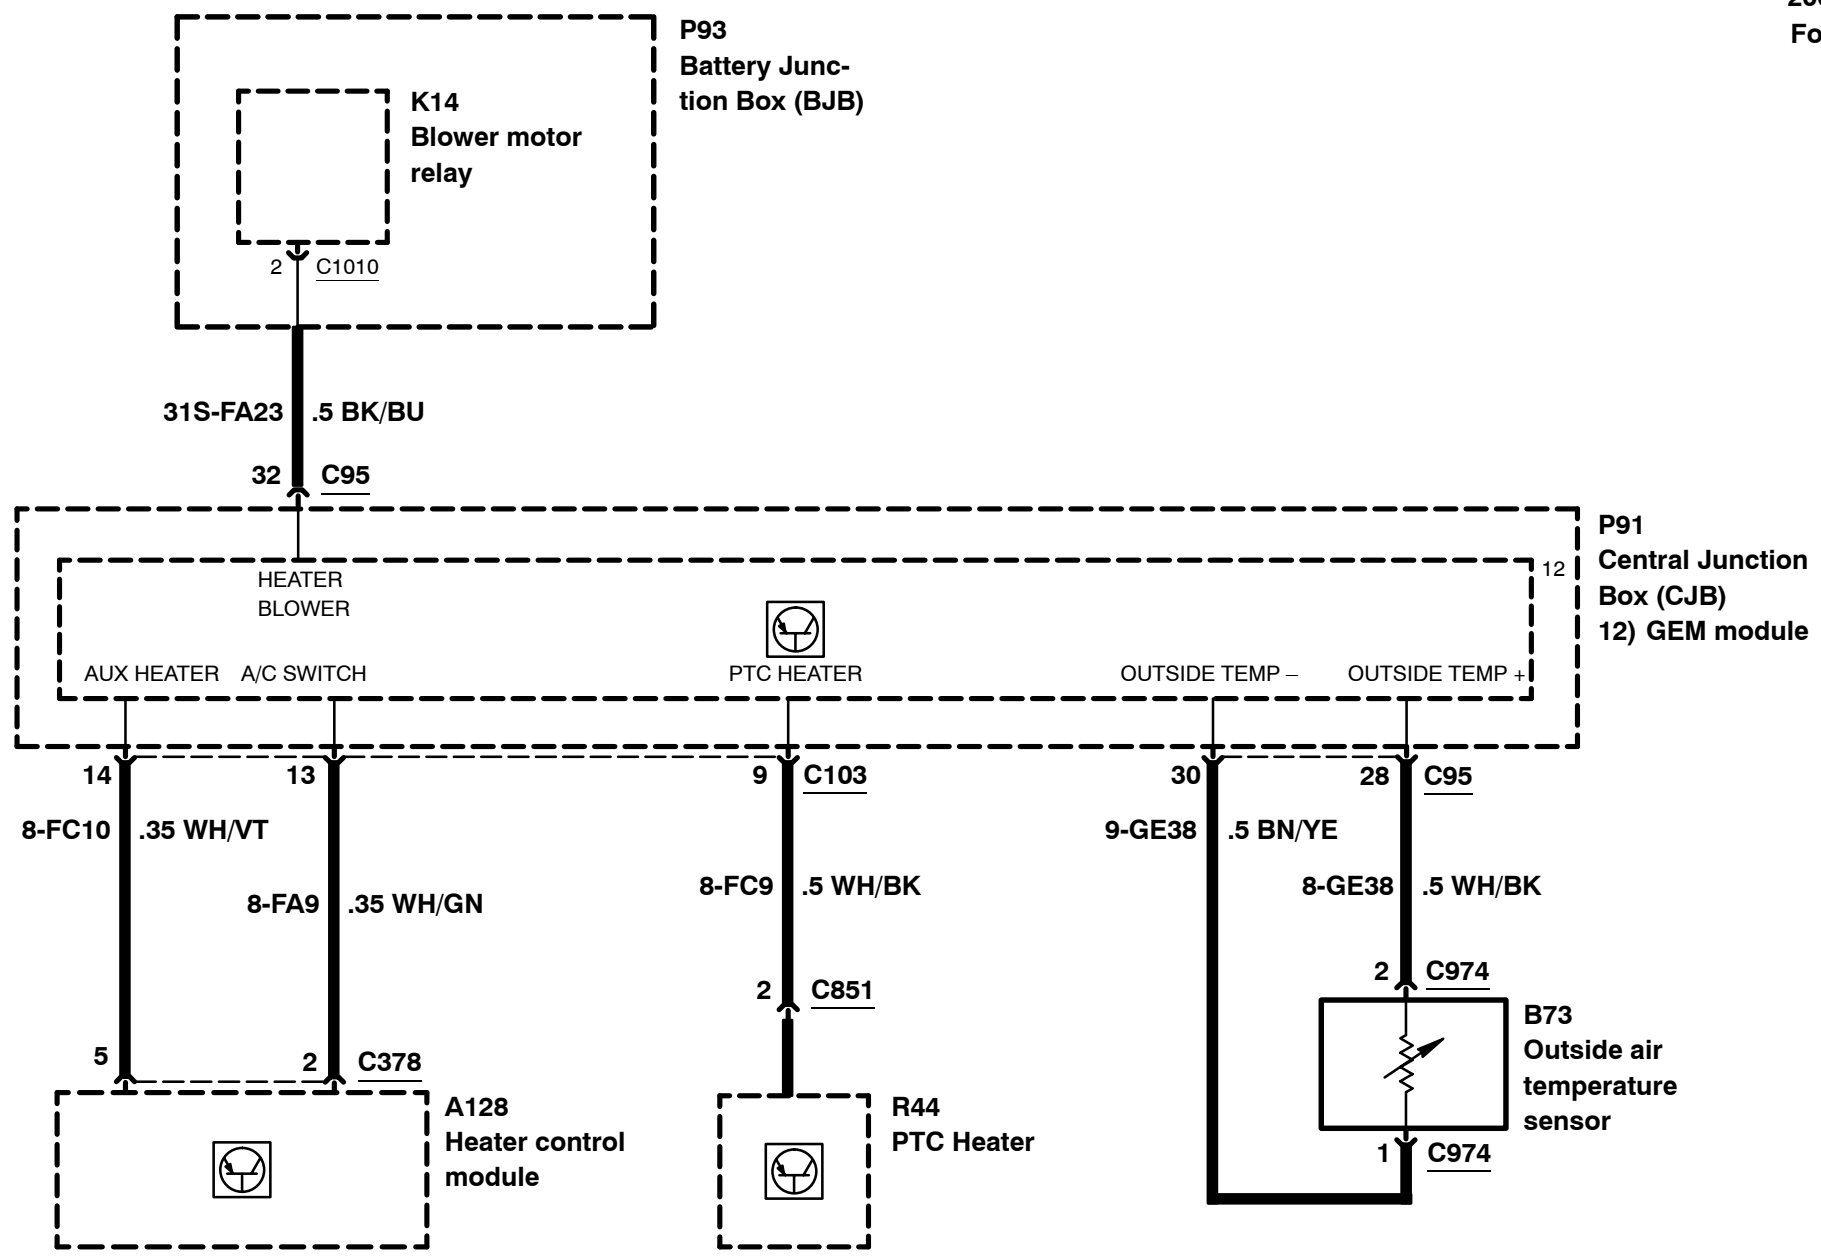 P93
Battery Junc-
tion Box (BJB)
K14
Blower motor
relay
2 C1010
31S-FA23 .5 BK/BU
32 C95
P91
Central Junction
Box (CJB)
12) GEM module
12
HEATER
BLOWER
AUX HEATER A/C SWITCH PTC HEATER OUTSIDE TEMP – OUTSIDE TEMP +
14 13 9 C103 30 28 C95
8-FC10 .35 WH/VT 9-GE38 .5 BN/YE
8-FC9 .5 WH/BK 8-GE38 .5 WH/BK
8-FA9 .35 WH/GN
2 C974
2 C851
B73
Outside air
temperature
sensor
5 2 C378
A128
Heater control
module
R44
PTC Heater
1 C974